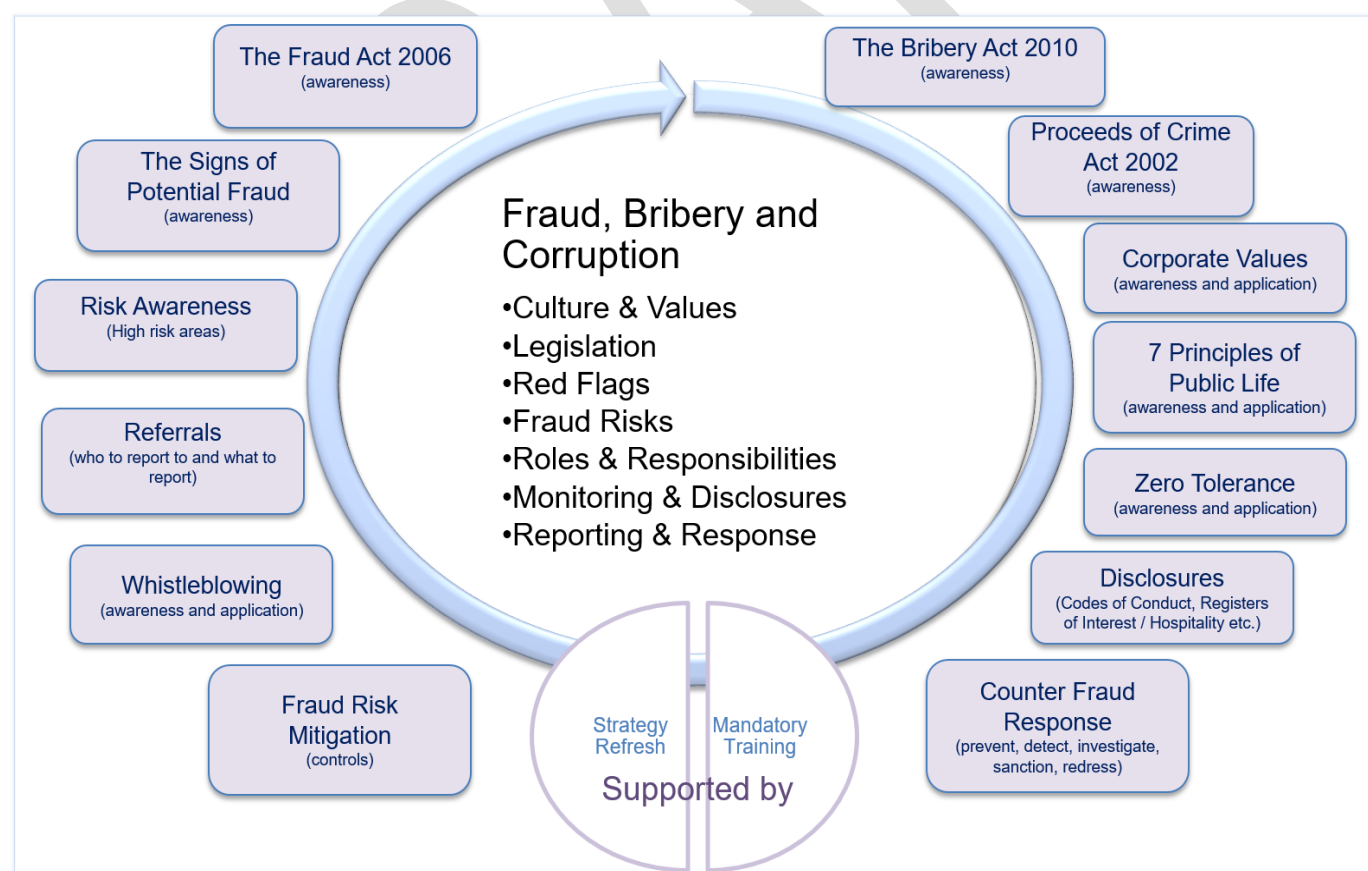 The Fraud Act 2006
(awareness)
The Bribery Act 2010
(awareness)
Proceeds of Crime
Act 2002
(awareness)
Corporate Values
(awareness and application)
7 Principles of
Public Life
(awareness and application)
Zero Tolerance
(awareness and application)
Disclosures
(Codes of Conduct, Registers
of Interest / Hospitality etc.)
Counter Fraud
Response
(prevent, detect, investigate,
sanction, redress)
Fraud Risk
Mitigation
(controls)
Whistleblowing
(awareness and application)
Referrals
(who to report to and what to
report)
Risk Awareness
(High risk areas)
The Signs of
Potential Fraud
(awareness)
Fraud, Bribery and
Corruption
•Culture & Values
•Legislation
•Red Flags
•Fraud Risks
•Roles & Responsibilities
•Monitoring & Disclosures
•Reporting & Response
Strategy
Refresh
Mandatory
Training
Supported by